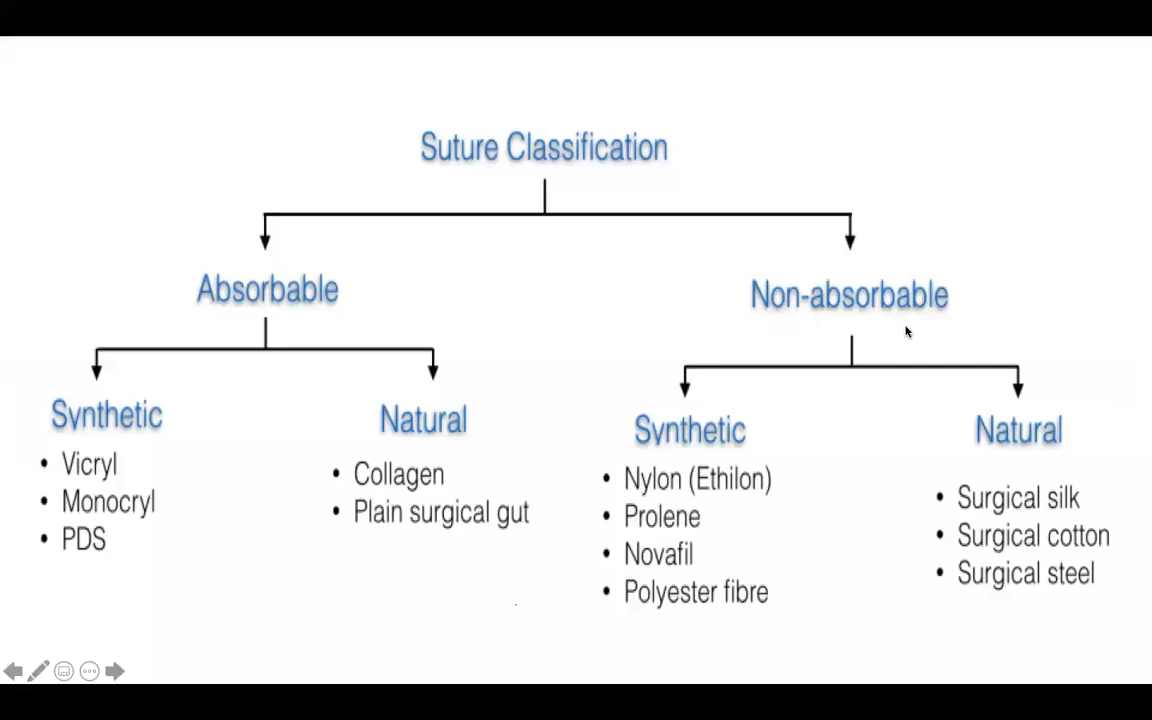 Suture Classification
Absorbable
Non-absorbable
Synthetic
• Vicryl
• Monocryl
• PDS
Natural
• Collagen
• Plain surgical gut
Synthetic
• Nylon (Ethilon)
• Prolene
• Novafil
• Polyester fibre
Natural
• Surgical silk
• Surgical cotton
• Surgical steel